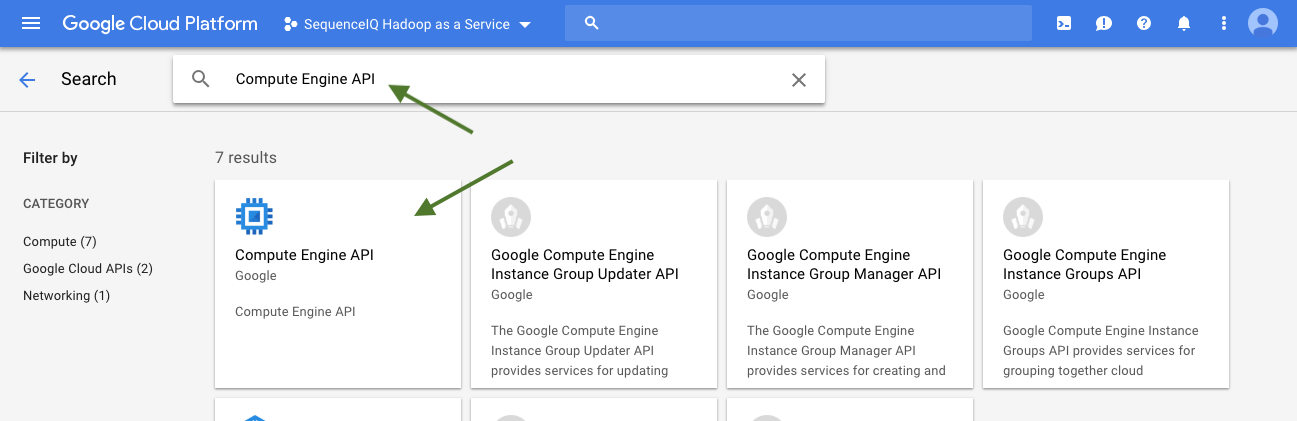 Google Cloud Platform SequenceIQ Hadoop as a Service
Search Compute Engine API
Filter by
7 results
CATEGORY
Compute (7)
Google Cloud APIs (2)
Networking (1)
Compute Engine API
Google
Compute Engine API
Google Compute Engine
Instance Group Updater API
Google
The Google Compute Engine
Instance Group Updater API
provides services for updating
Google Compute Engine
Instance Group Manager API
Google
The Google Compute Engine
Instance Group Manager API
provides services for creating and
Google Compute Engine
Instance Groups API
Google
Google Compute Engine Instance
Groups API provides services for
grouping together cloud